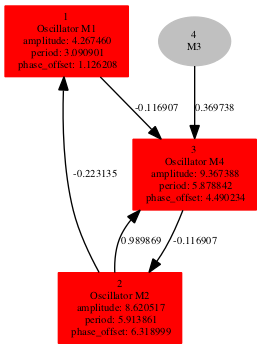 1
Oscillator M1
amplitude: 4.267460
period: 3.090901
phase_offset: 1.126208
4
M3
-0.116907
0.369738
3
Oscillator M4
amplitude: 9.367388
period: 5.878842
phase_offset: 4.490234
-0.223135
0.989869
-0.116907
2
Oscillator M2
amplitude: 8.620517
period: 5.913861
phase_offset: 6.318999